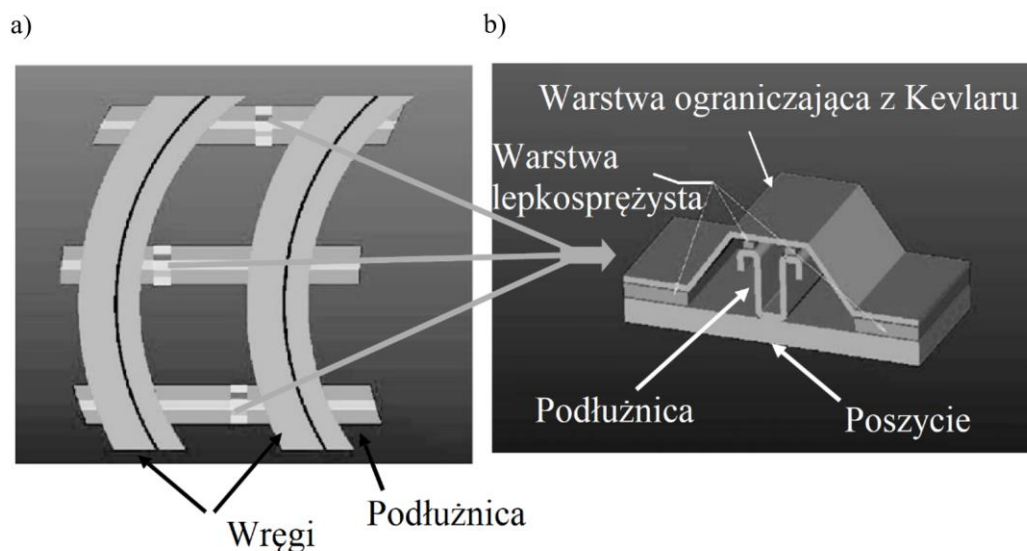 a)
b)
Warstwa ograniczająca z Kevlaru
Warstwa
lepkosprężysta
Podłużnica
Poszycie
Podłużnica
Wręgi